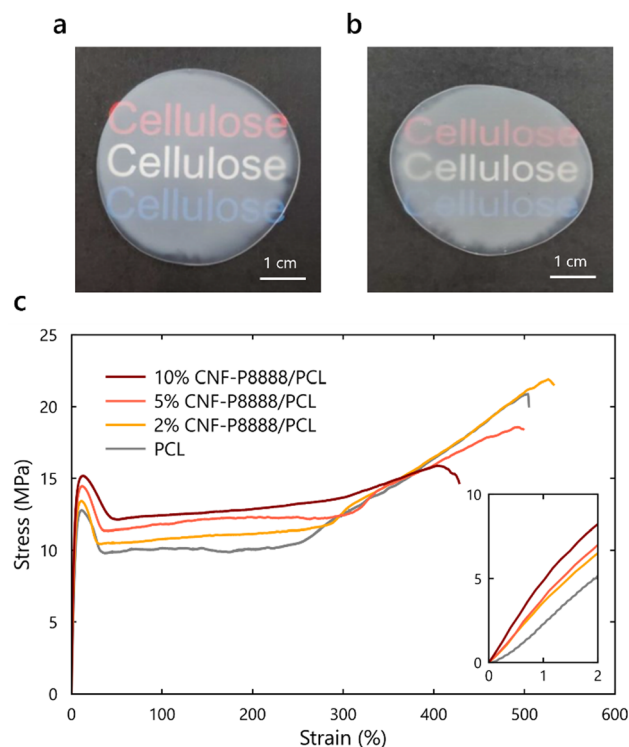 a
b
Cellulose
Cellulose
Cellulose
1 cm
Cellulose
Cellulose
Cellulose
1 cm
c
25
20
15
10
5
0
Stress (MPa)
10% CNF-P8888/PCL
5% CNF-P8888/PCL
2% CNF-P8888/PCL
PCL
10
5
0
0 1 2
0 100 200 300 400 500 600
Strain (%)